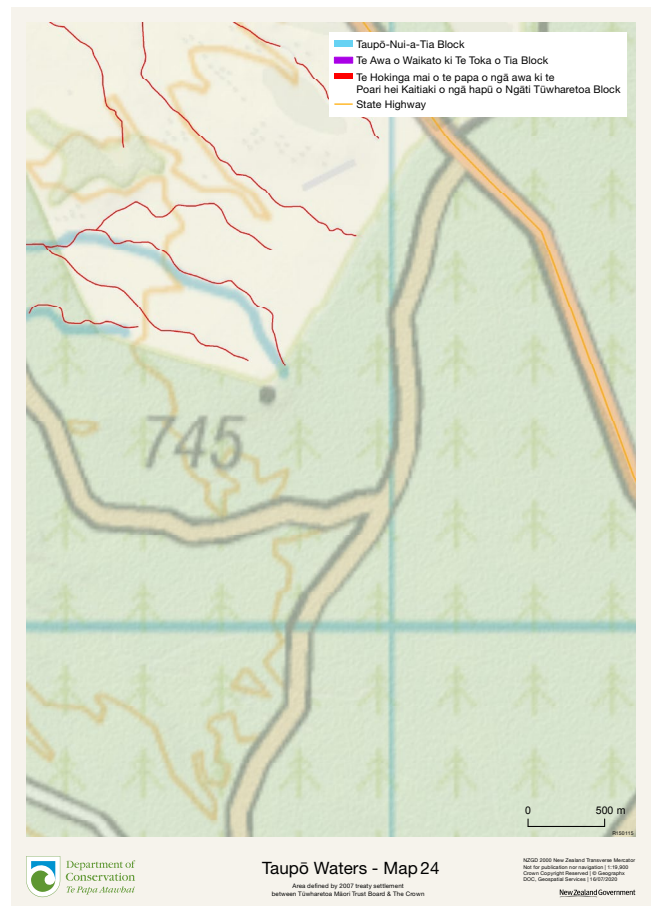 Taupō-Nui-a-Tia Block
Te Awa o Waikato ki Te Toka o Tia Block
Te Hokinga mai o te papa o ngā awa ki te
Poari hei Kaitiaki o ngā hapū o Ngāti Tūwharetoa Block
State Highway
745
0 500 m
R150115
Department of
Conservation
Te Papa Atawhai
Taupō Waters - Map 24
Area defined by 2007 treaty settlement
between Tūwharetoa Māori Trust Board & The Crown
NZGD 2000 New Zealand Transverse Mercator
Not for publication nor navigation | 1:19,900
Crown Copyright Reserved | © Geographx
DOC, Geospatial Services | 16/07/2020
New Zealand Government